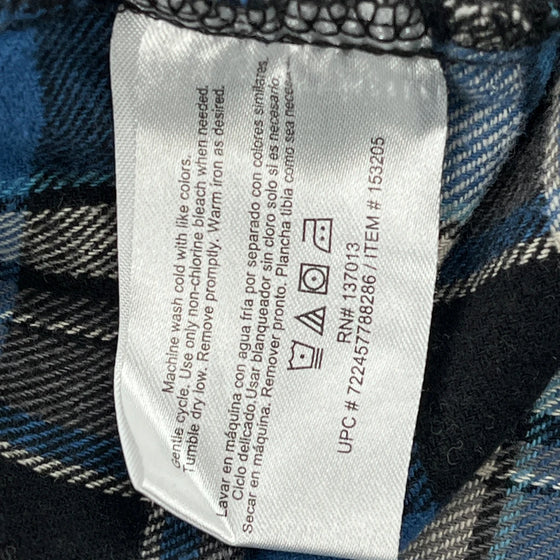 Machine wash cold with like colors.
Gentle cycle. Use only non-chlorine bleach when needed.
Tumble dry low. Remove promptly. Warm iron as desired.
Lavar en máquina con agua fría por separado con colores similares.
Ciclo delicado.Usar blanqueador sin cloro solo si es necesario.
Secar en máquina. Remover pronto. Plancha tibia como sea
RN# 137013
UPC # 722457788286 / ITEM # 153205